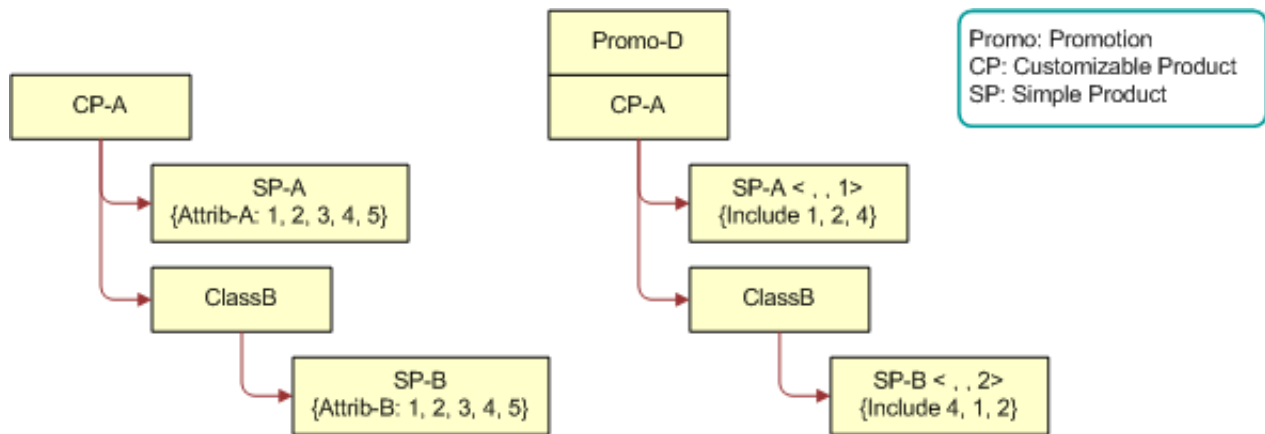 CP-A
SP-A
{Attrib-A: 1, 2, 3, 4, 5}
ClassB
SP-B
{Attrib-B: 1, 2, 3, 4, 5}
Promo-D
CP-A
SP-A < , , 1>
{Include 1, 2, 4}
ClassB
SP-B < , , 2>
{Include 4, 1, 2}
Promo: Promotion
CP: Customizable Product
SP: Simple Product